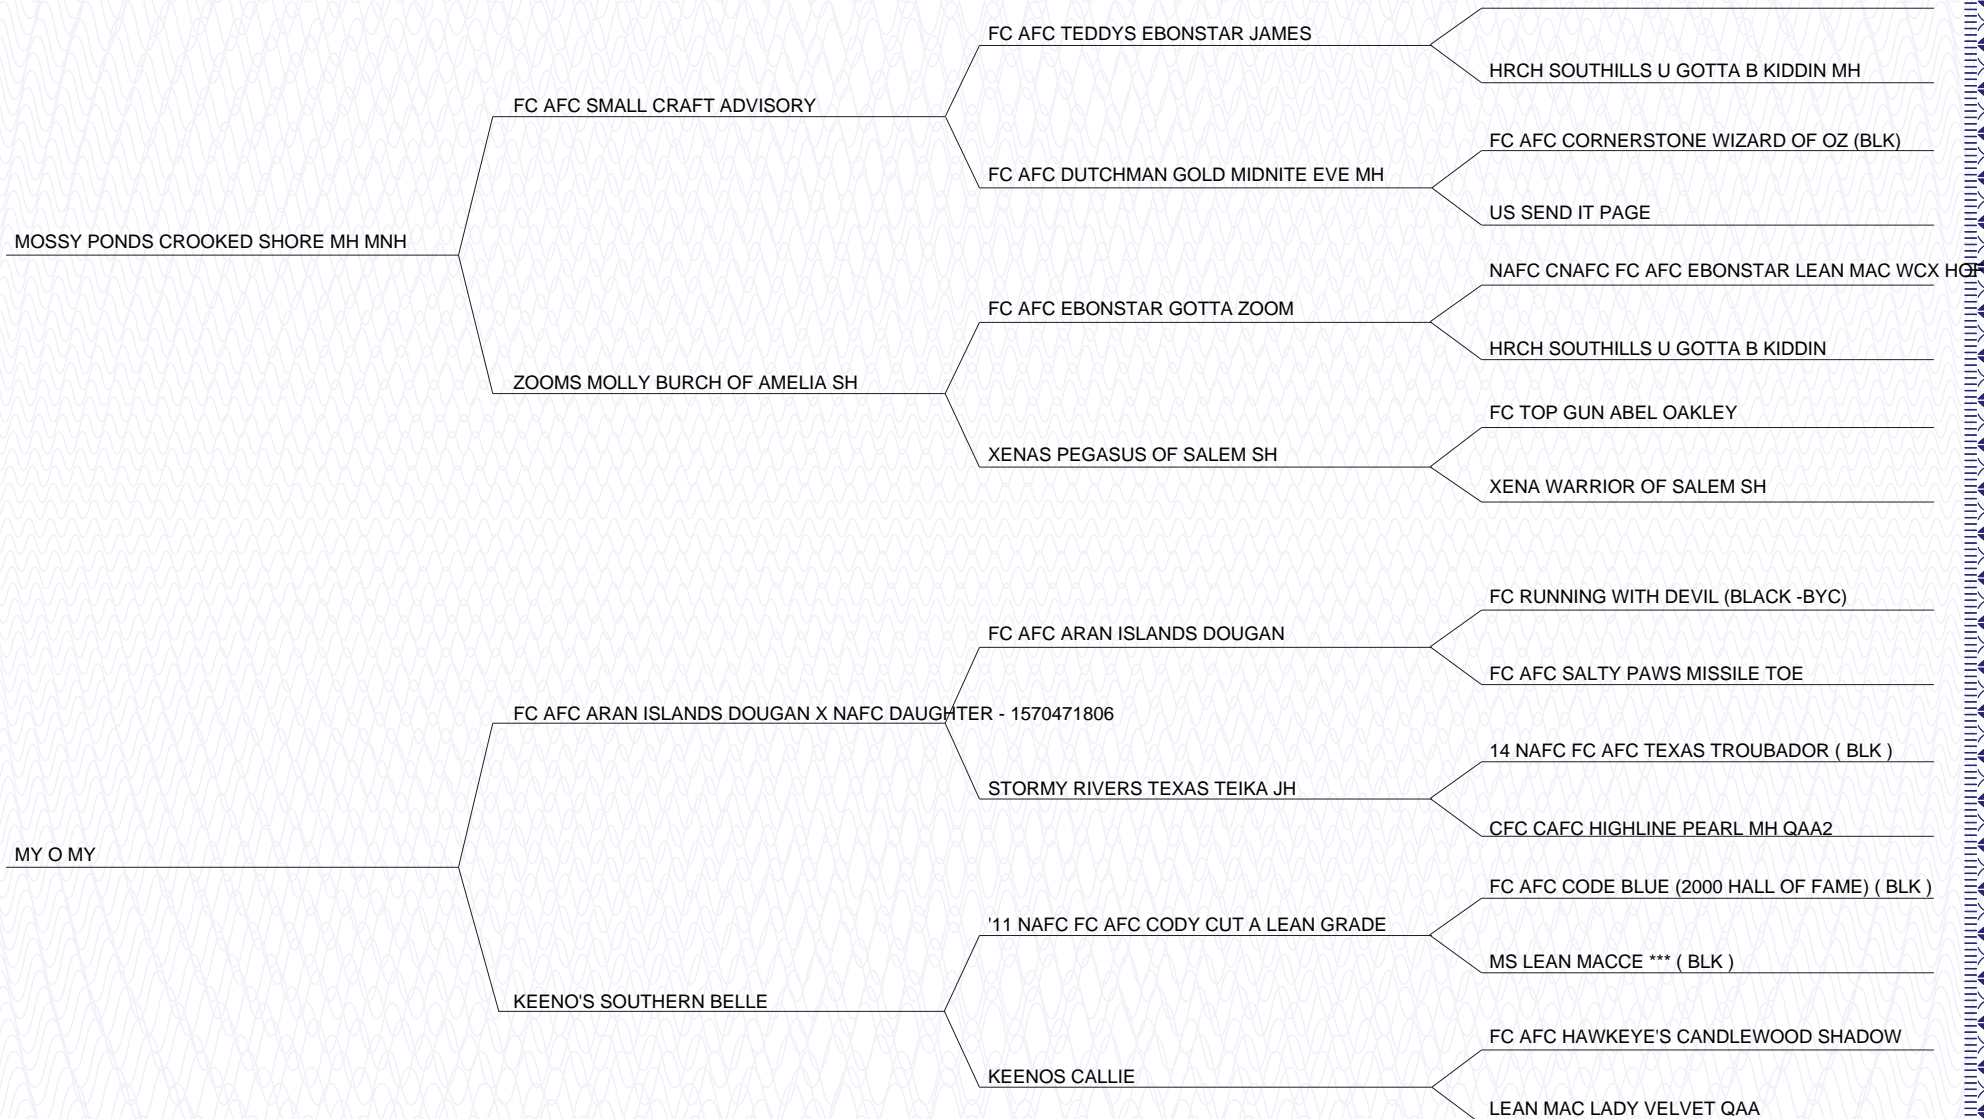 FC AFC TEDDYS EBONSTAR JAMES
HRCH SOUTHILLS U GOTTA B KIDDIN MH
FC AFC SMALL CRAFT ADVISORY
FC AFC CORNERSTONE WIZARD OF OZ (BLK)
FC AFC DUTCHMAN GOLD MIDNITE EVE MH
US SEND IT PAGE
MOSSY PONDS CROOKED SHORE MH MNH
NAFC CNAFC FC AFC EBONSTAR LEAN MAC WCX HOF
FC AFC EBONSTAR GOTTA ZOOM
HRCH SOUTHILLS U GOTTA B KIDDIN
ZOOMS MOLLY BURCH OF AMELIA SH
FC TOP GUN ABEL OAKLEY
XENAS PEGASUS OF SALEM SH
XENA WARRIOR OF SALEM SH
FC RUNNING WITH DEVIL (BLACK -BYC)
FC AFC ARAN ISLANDS DOUGAN
FC AFC SALTY PAWS MISSILE TOE
FC AFC ARAN ISLANDS DOUGAN X NAFC DAUGHTER - 1570471806
14 NAFC FC AFC TEXAS TROUBADOR ( BLK )
STORMY RIVERS TEXAS TEIKA JH
CFC CAFC HIGHLINE PEARL MH QAA2
MY O MY
FC AFC CODE BLUE (2000 HALL OF FAME) ( BLK )
'11 NAFC FC AFC CODY CUT A LEAN GRADE
MS LEAN MACCE *** ( BLK )
KEENO'S SOUTHERN BELLE
FC AFC HAWKEYE'S CANDLEWOOD SHADOW
KEENOS CALLIE
LEAN MAC LADY VELVET QAA